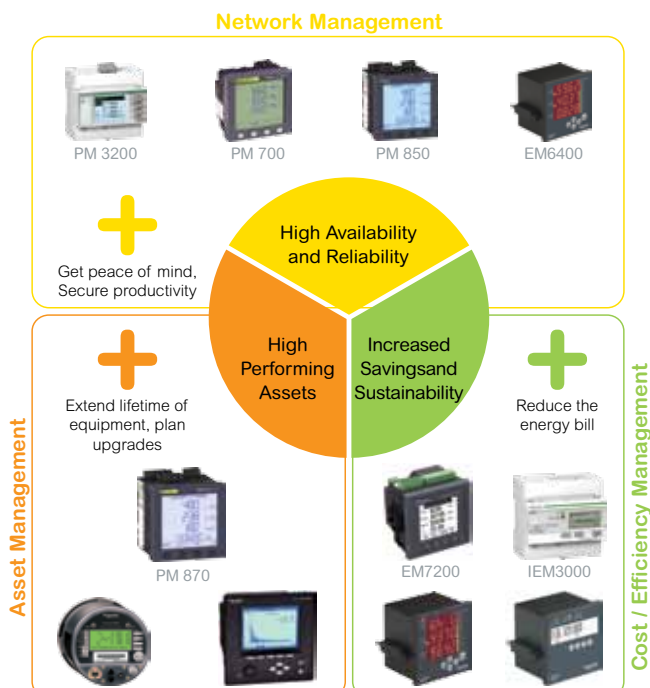 Network Management
PM 3200
PM 700
PM 850
EM6400
Get peace of mind,
Secure productivity
High Availability
and Reliability
High
Performing
Assets
Increased
Savingsand
Sustainability
Extend lifetime of
equipment, plan
upgrades
Reduce the
energy bill
Asset Management
PM 870
EM7200
IEM3000
Cost / Efficiency Management